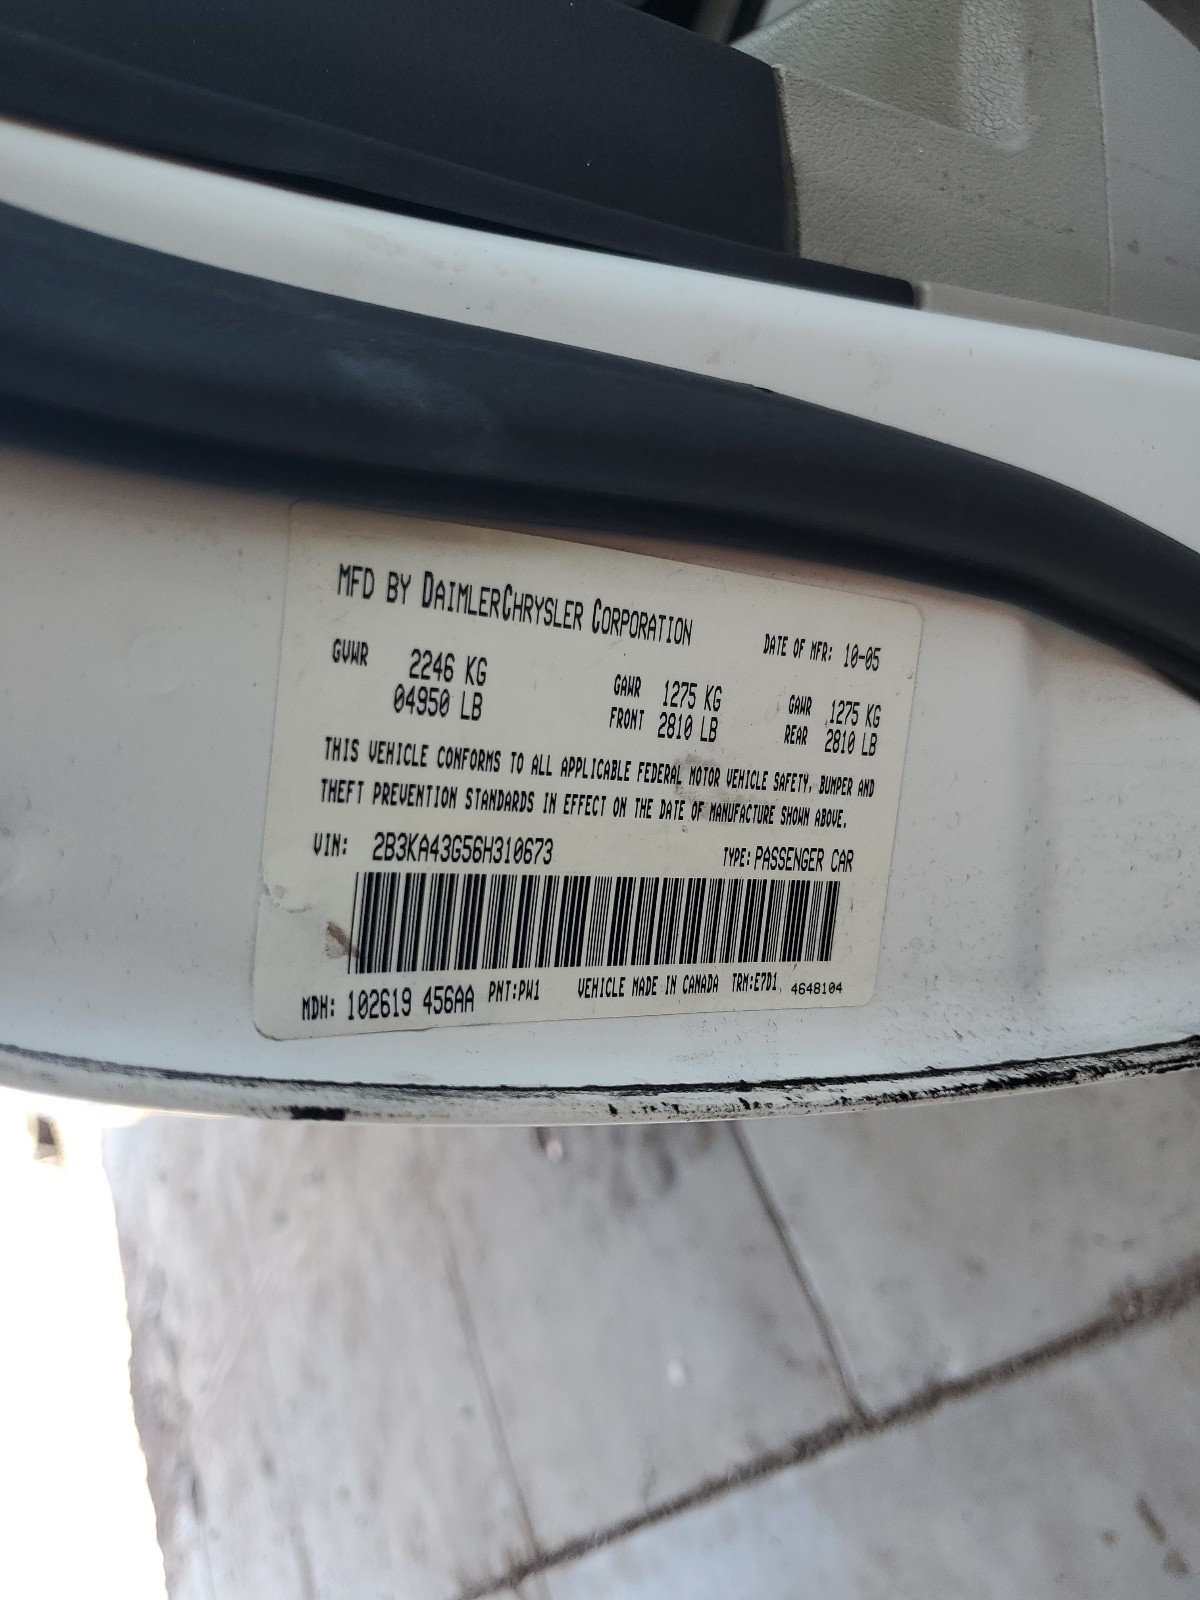 MFD BY DAIMLERCHRYSLER CORPORATION DATE OF MFR: 10-05
GVWR 2246 KG GAWR 1275 KG GAWR 1275 KG
04950 LB FRONT 2810 LB REAR 2810 LB
THIS VEHICLE CONFORMS TO ALL APPLICABLE FEDERAL MOTOR VEHICLE SAFETY, BUMPER AND
THEFT PREVENTION STANDARDS IN EFFECT ON THE DATE OF MANUFACTURE SHOWN ABOVE.
VIN: 2B3KA43G56H310673 TYPE: PASSENGER CAR
MDH: 102619 456AA PNT:PW1 VEHICLE MADE IN CANADA TRM:E7D1 4648104